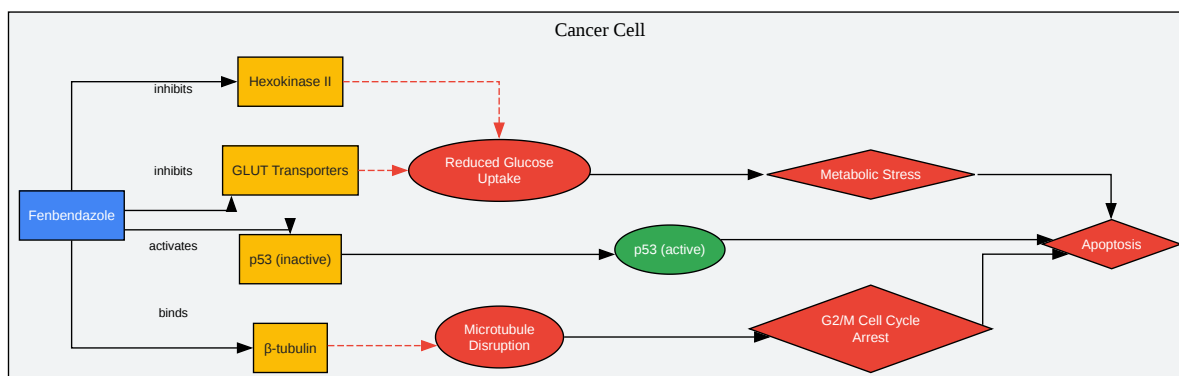 Cancer Cell
Hexokinase II
inhibits
Reduced Glucose
Uptake
inhibits
GLUT Transporters
Metabolic Stress
Fenbendazole
activates
p53 (inactive)
p53 (active)
Apoptosis
binds
β-tubulin
Microtubule
Disruption
G2/M Cell Cycle
Arrest